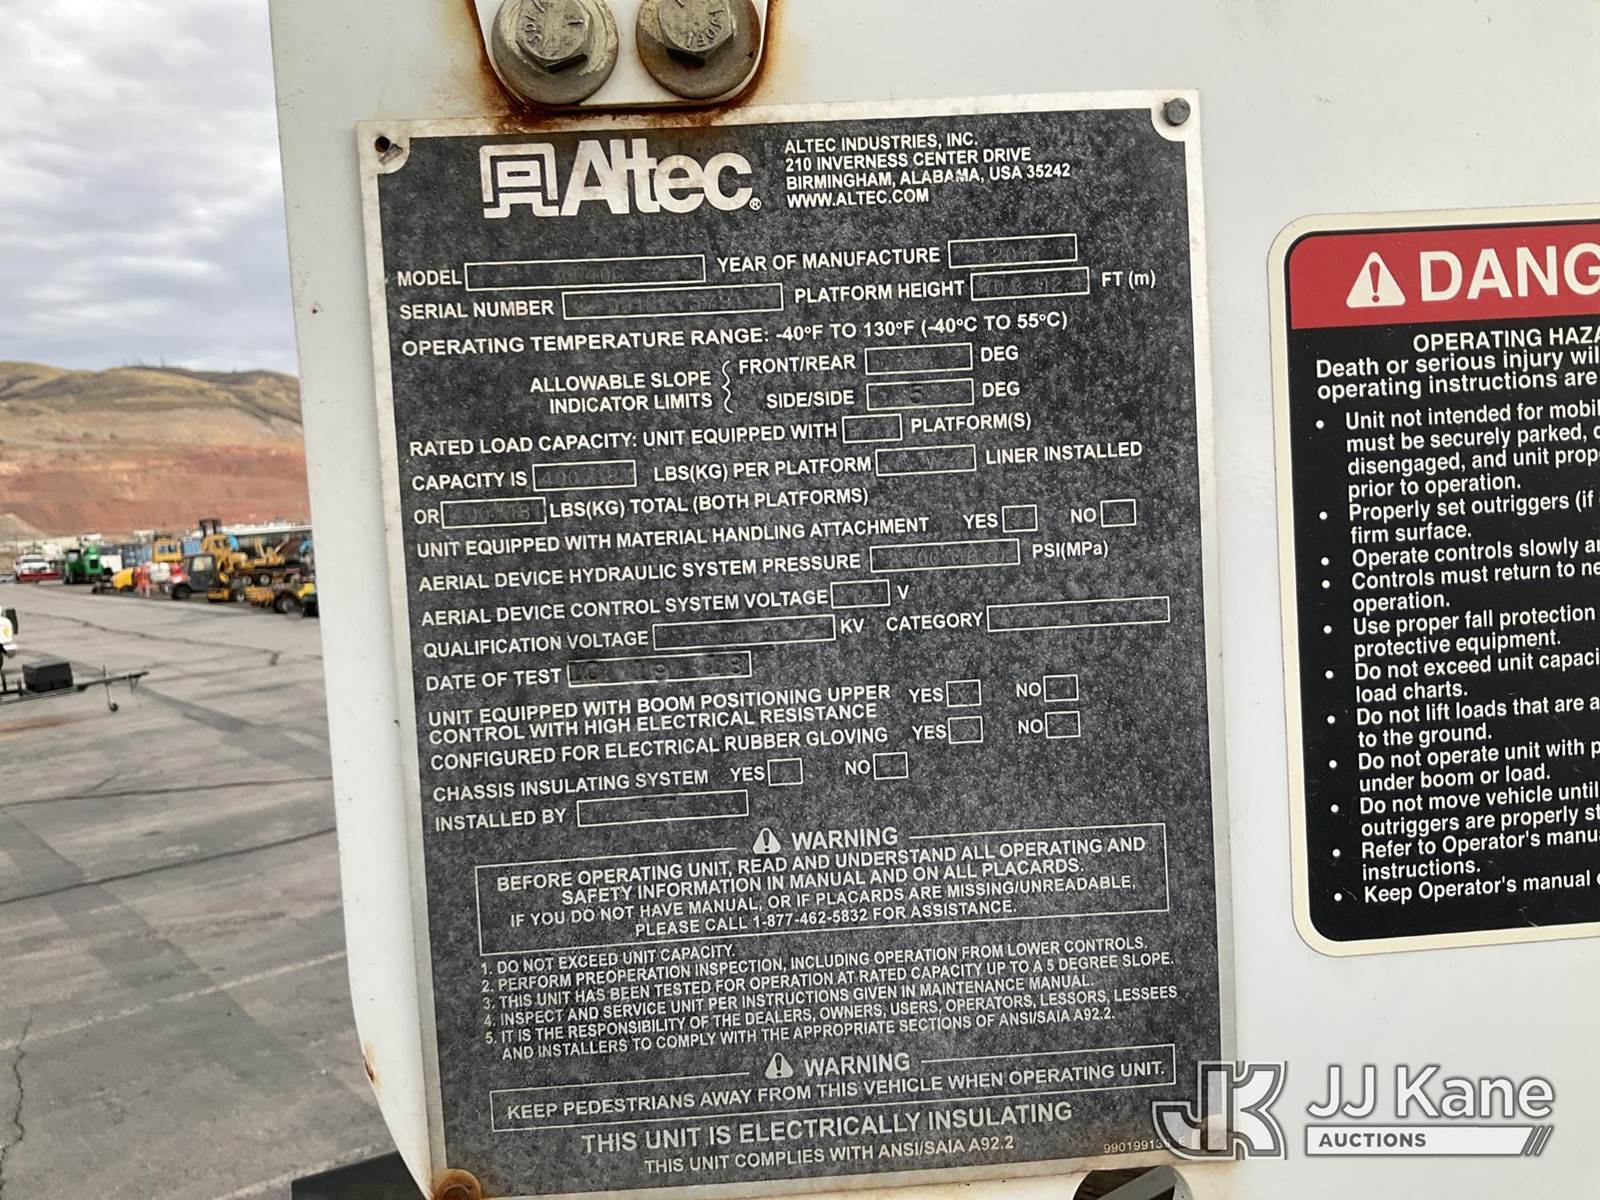 Altec®
ALTEC INDUSTRIES, INC.
210 INVERNESS CENTER DRIVE
BIRMINGHAM, ALABAMA, USA 35242
WWW.ALTEC.COM
MODEL YEAR OF MANUFACTURE
SERIAL NUMBER PLATFORM HEIGHT FT (m)
OPERATING TEMPERATURE RANGE: -40°F TO 130°F (-40°C TO 55°C)
ALLOWABLE SLOPE INDICATOR LIMITS
FRONT/REAR DEG
SIDE/SIDE 5 DEG
RATED LOAD CAPACITY: UNIT EQUIPPED WITH PLATFORM(S)
CAPACITY IS LBS(KG) PER PLATFORM LINER INSTALLED
OR LBS(KG) TOTAL (BOTH PLATFORMS)
UNIT EQUIPPED WITH MATERIAL HANDLING ATTACHMENT YES NO
AERIAL DEVICE HYDRAULIC SYSTEM PRESSURE PSI(MPa)
AERIAL DEVICE CONTROL SYSTEM VOLTAGE V
QUALIFICATION VOLTAGE KV CATEGORY
DATE OF TEST
UNIT EQUIPPED WITH BOOM POSITIONING UPPER YES NO
CONTROL WITH HIGH ELECTRICAL RESISTANCE
CONFIGURED FOR ELECTRICAL RUBBER GLOVING YES NO
CHASSIS INSULATING SYSTEM YES NO
INSTALLED BY
WARNING
BEFORE OPERATING UNIT, READ AND UNDERSTAND ALL OPERATING AND
SAFETY INFORMATION IN MANUAL AND ON ALL PLACARDS.
IF YOU DO NOT HAVE MANUAL, OR IF PLACARDS ARE MISSING/UNREADABLE,
PLEASE CALL 1-877-462-5832 FOR ASSISTANCE.
1. DO NOT EXCEED UNIT CAPACITY.
2. PERFORM PREOPERATION INSPECTION, INCLUDING OPERATION FROM LOWER CONTROLS.
3. THIS UNIT HAS BEEN TESTED FOR OPERATION AT RATED CAPACITY UP TO A 5 DEGREE SLOPE.
4. INSPECT AND SERVICE UNIT PER INSTRUCTIONS GIVEN IN MAINTENANCE MANUAL.
5. IT IS THE RESPONSIBILITY OF THE DEALERS, OWNERS, USERS, OPERATORS, LESSORS, LESSEES
AND INSTALLERS TO COMPLY WITH THE APPROPRIATE SECTIONS OF ANSI/SAIA A92.2.
WARNING
KEEP PEDESTRIANS AWAY FROM THIS VEHICLE WHEN OPERATING UNIT.
THIS UNIT IS ELECTRICALLY INSULATING
THIS UNIT COMPLIES WITH ANSI/SAIA A92.2
DANG
OPERATING HAZA
Death or serious injury wil
operating instructions are
• Unit not intended for mobil
must be securely parked,
disengaged, and unit prop
prior to operation.
• Properly set outriggers (if
firm surface.
• Operate controls slowly a
• Controls must return to ne
operation.
• Use proper fall protection
protective equipment.
• Do not exceed unit capaci
load charts.
• Do not lift loads that are a
to the ground.
• Do not operate unit with p
under boom or load.
• Do not move vehicle until
outriggers are properly st
• Refer to Operator's manu
instructions.
• Keep Operator's manual
JK JJ Kane
AUCTIONS